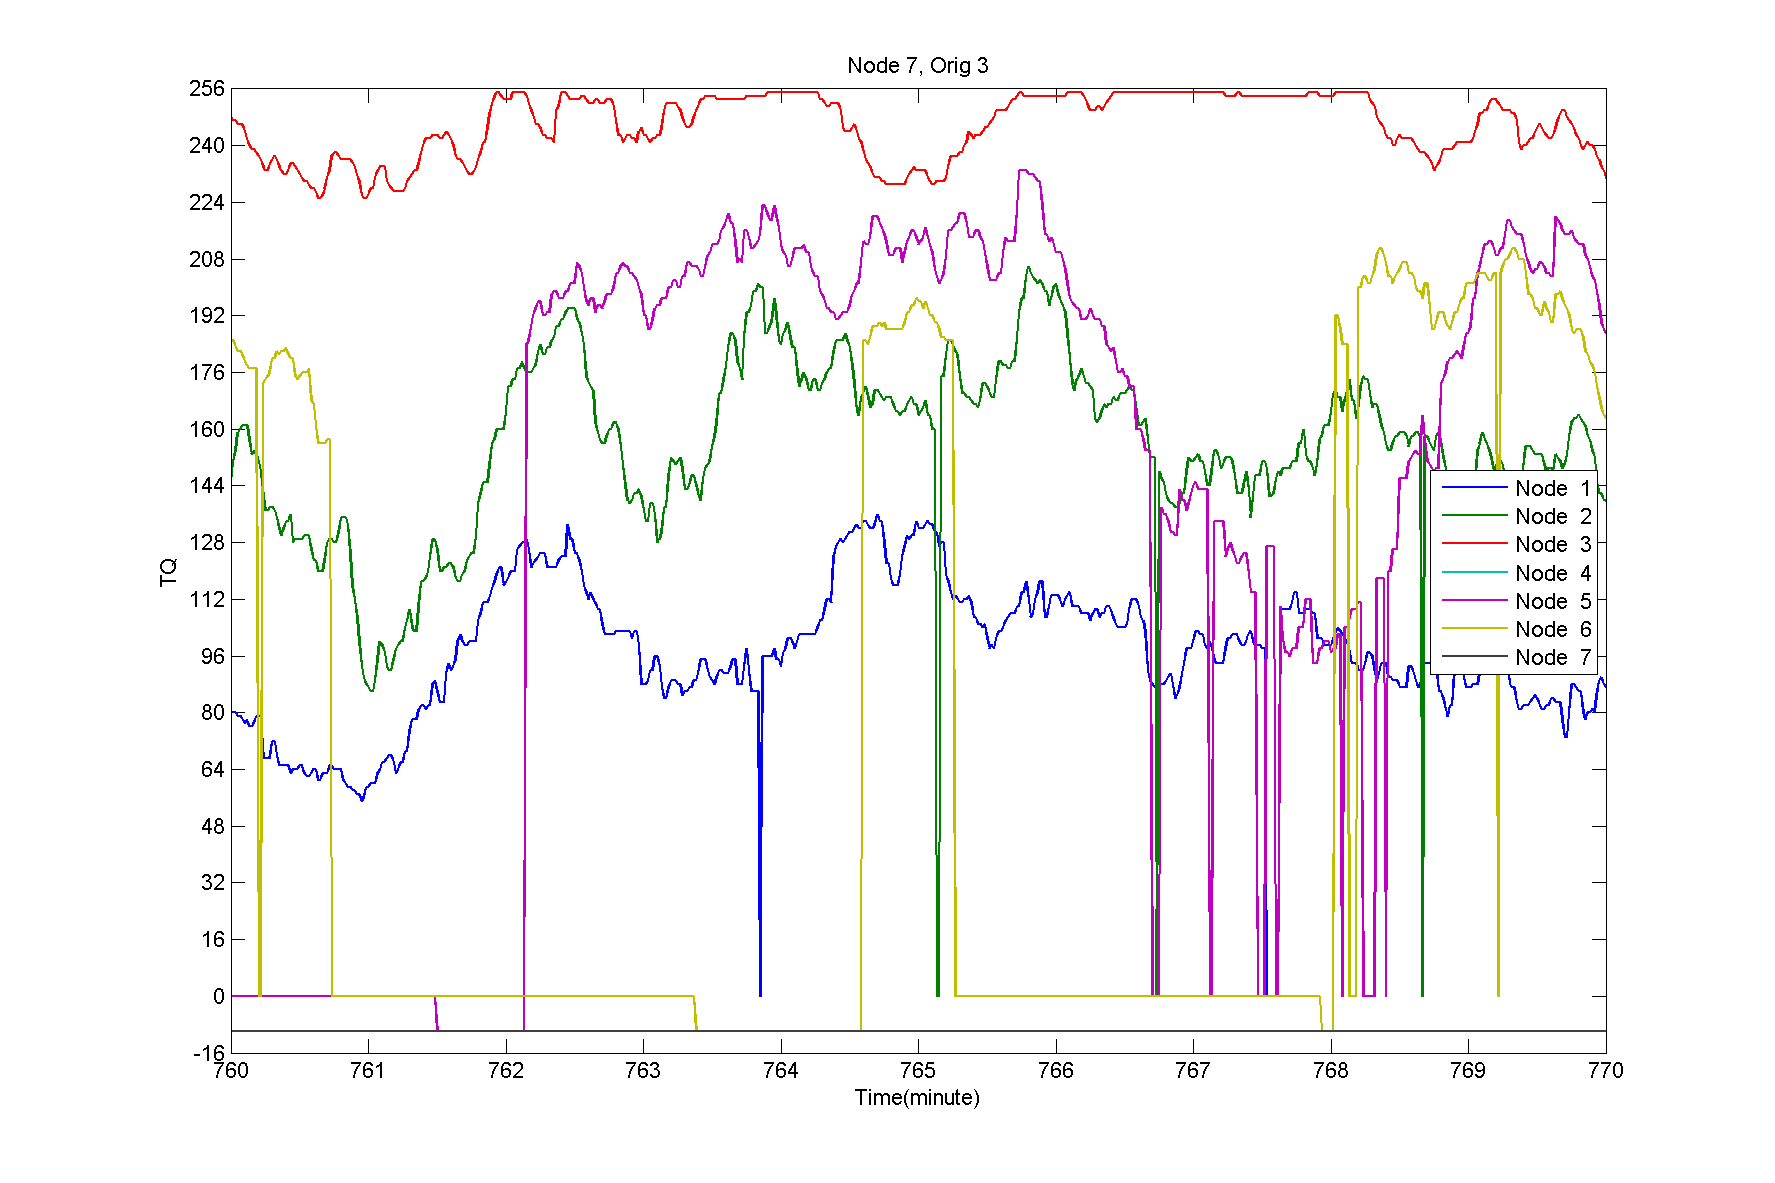 Node 7, Orig 3
256
240
224
208
192
176
160
144
128
112
96
80
64
48
32
16
0
-16
TQ
Node 1
Node 2
Node 3
Node 4
Node 5
Node 6
Node 7
760 761 762 763 764 765 766 767 768 769 770
Time(minute)